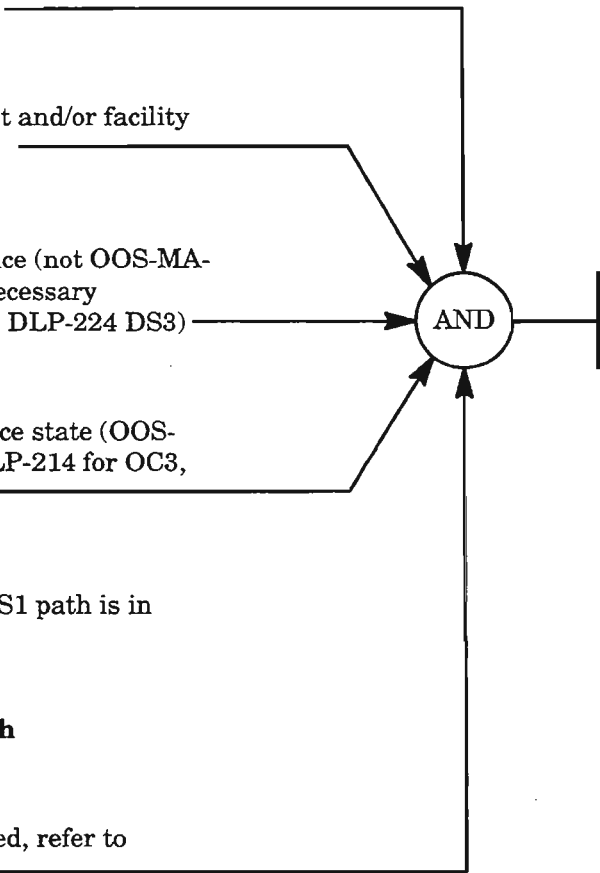 t and/or facility
ce (not OOS-MA-
ecessary
DLP-224 DS3)
AND
ce state (OOS-
LP-214 for OC3,
S1 path is in
h
ed, refer to